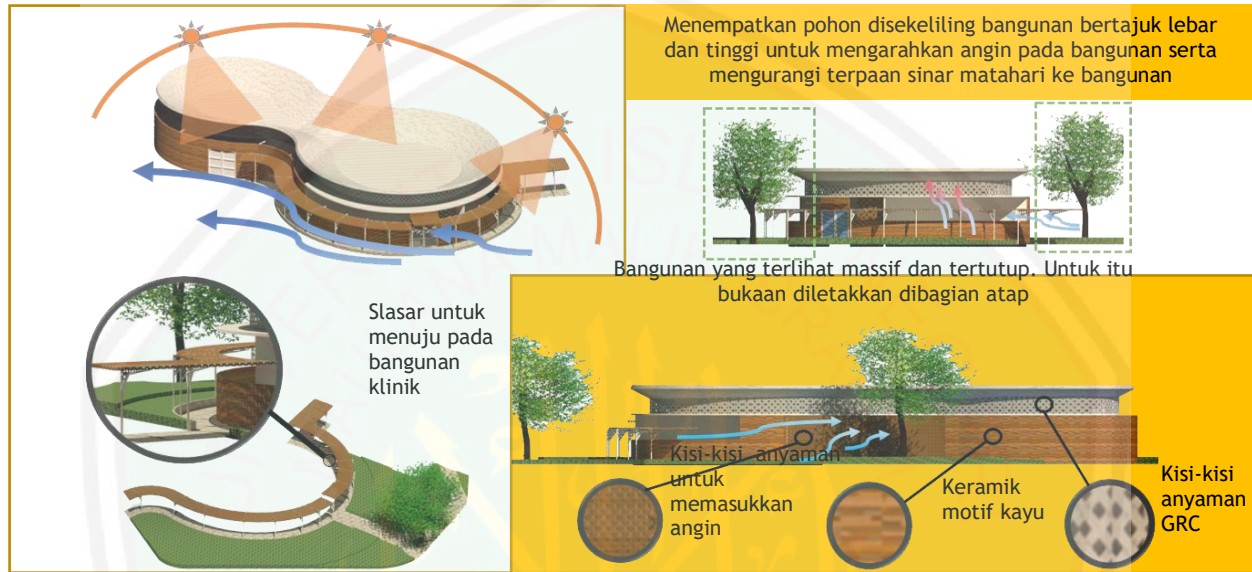 Menempatkan pohon disekeliling bangunan bertajuk lebar
dan tinggi untuk mengarahkan angin pada bangunan serta
mengurangi terpaan sinar matahari ke bangunan
Bangunan yang terlihat massif dan tertutup. Untuk itu
bukaan diletakkan dibagian atap
Slasar untuk
menuju pada
bangunan
klinik
Kisi-kisi anyaman
untuk
memasukkan
angin
Keramik
motif kayu
Kisi-kisi
anyaman
GRC